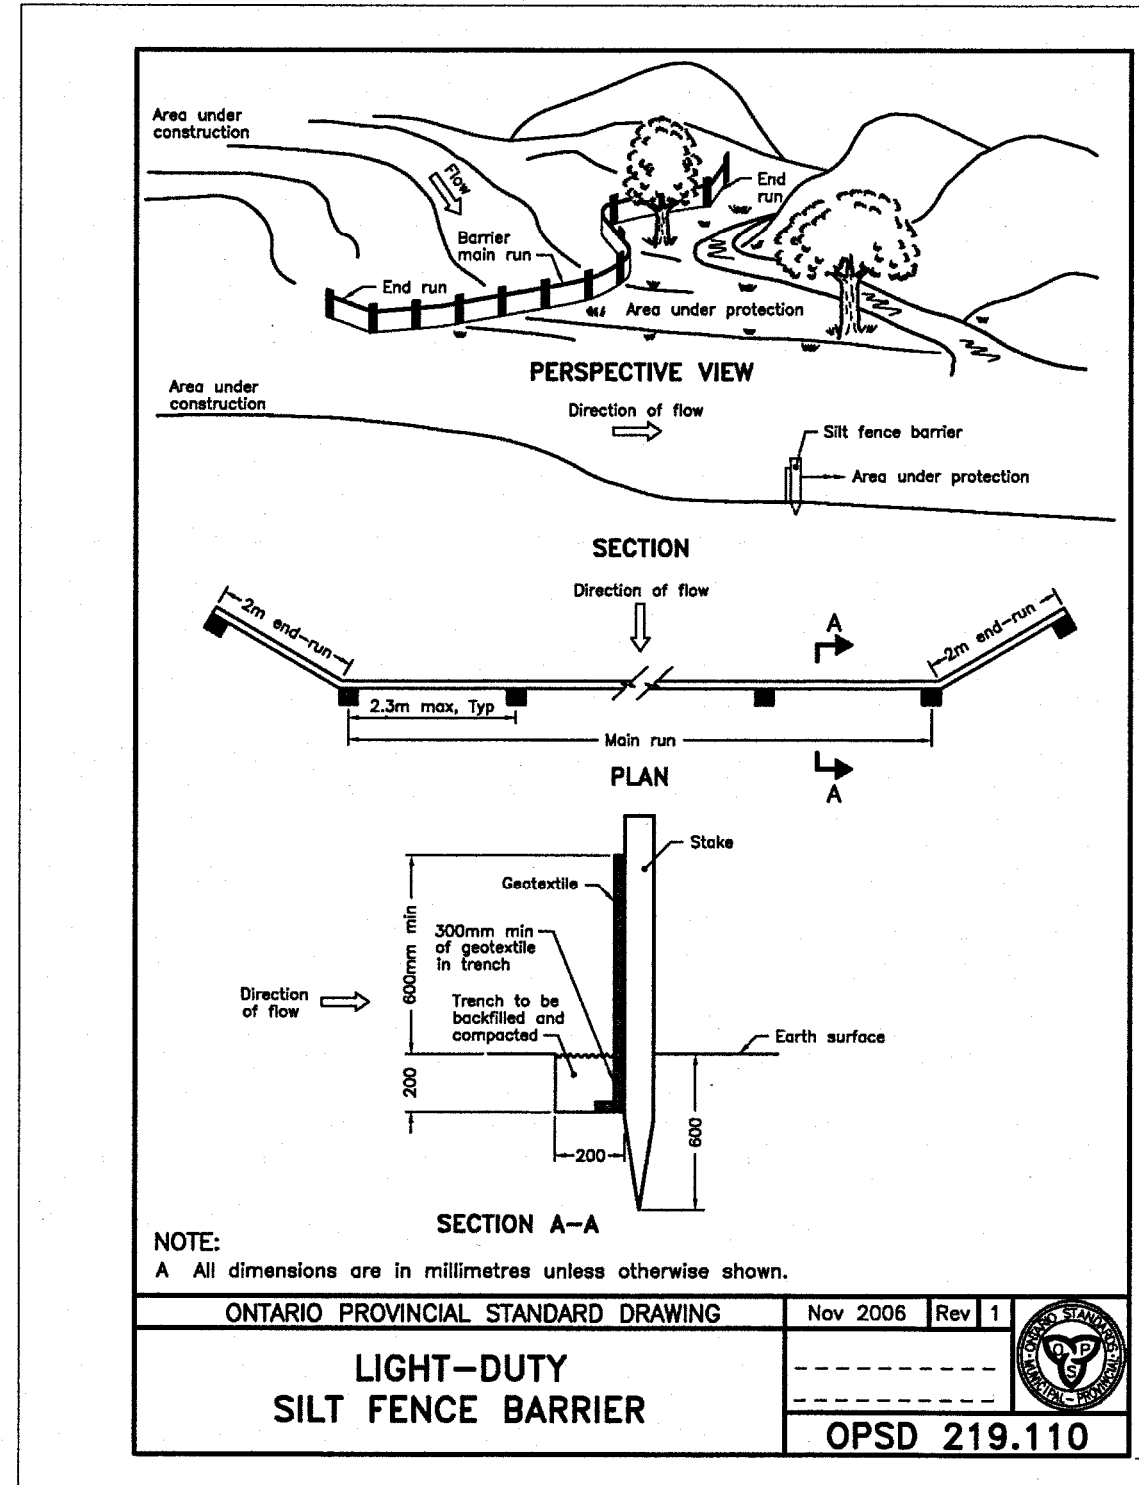 Area under
construction
Flow
End
run
Barrier
main run
End run
Area under protection
PERSPECTIVE VIEW
Area under
construction
Direction of flow
Silt fence barrier
Area under protection
SECTION
Direction of flow
2m end-run
A
2m end-run
2.3m max, Typ
Main run
PLAN
A
Stake
Geotextile
600mm min
300mm min
of geotextile
in trench
Direction
of flow
Trench to be
backfilled and
compacted
Earth surface
200
600
200
SECTION A-A
NOTE:
A All dimensions are in millimetres unless otherwise shown.
ONTARIO PROVINCIAL STANDARD DRAWING
Nov 2006
Rev
1
LIGHT-DUTY
SILT FENCE BARRIER
ONTARIO STANDARDS
MUNICIPAL - PROVINCIAL
O P
S
OPSD 219.110